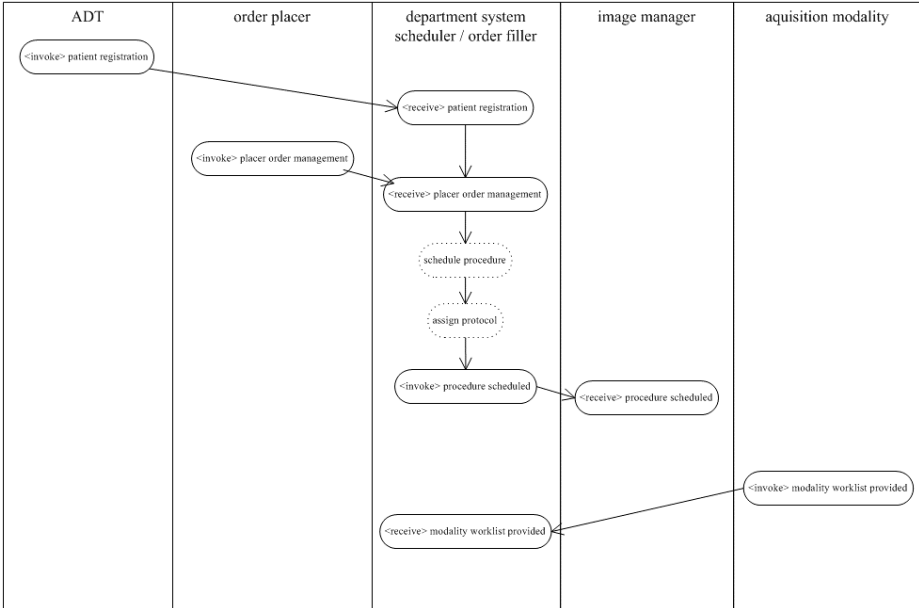 ADT
order placer
department system
scheduler / order filler
image manager
aquisition modality
<invoke> patient registration
<receive> patient registration
<invoke> placer order management
<receive> placer order management
schedule procedure
assign protocol
<invoke> procedure scheduled
<receive> procedure scheduled
<invoke> modality worklist provided
<receive> modality worklist provided